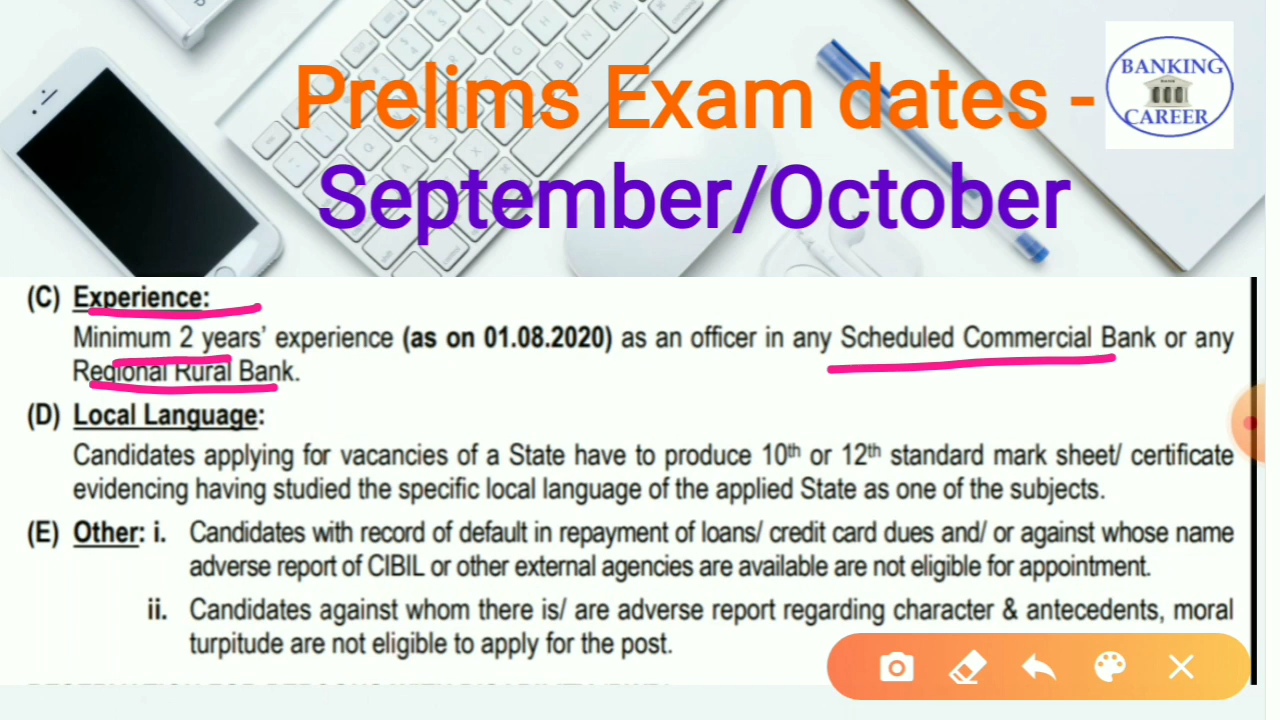 Prelims Exam dates -
September/October
BANKING
CAREER
(C) Experience:
Minimum 2 years' experience (as on 01.08.2020) as an officer in any Scheduled Commercial Bank or any
Regional Rural Bank.
(D) Local Language:
Candidates applying for vacancies of a State have to produce 10th or 12th standard mark sheet/ certificate
evidencing having studied the specific local language of the applied State as one of the subjects.
(E) Other: i. Candidates with record of default in repayment of loans/ credit card dues and/ or against whose name
adverse report of CIBIL or other external agencies are available are not eligible for appointment.
ii. Candidates against whom there is/ are adverse report regarding character & antecedents, moral
turpitude are not eligible to apply for the post.